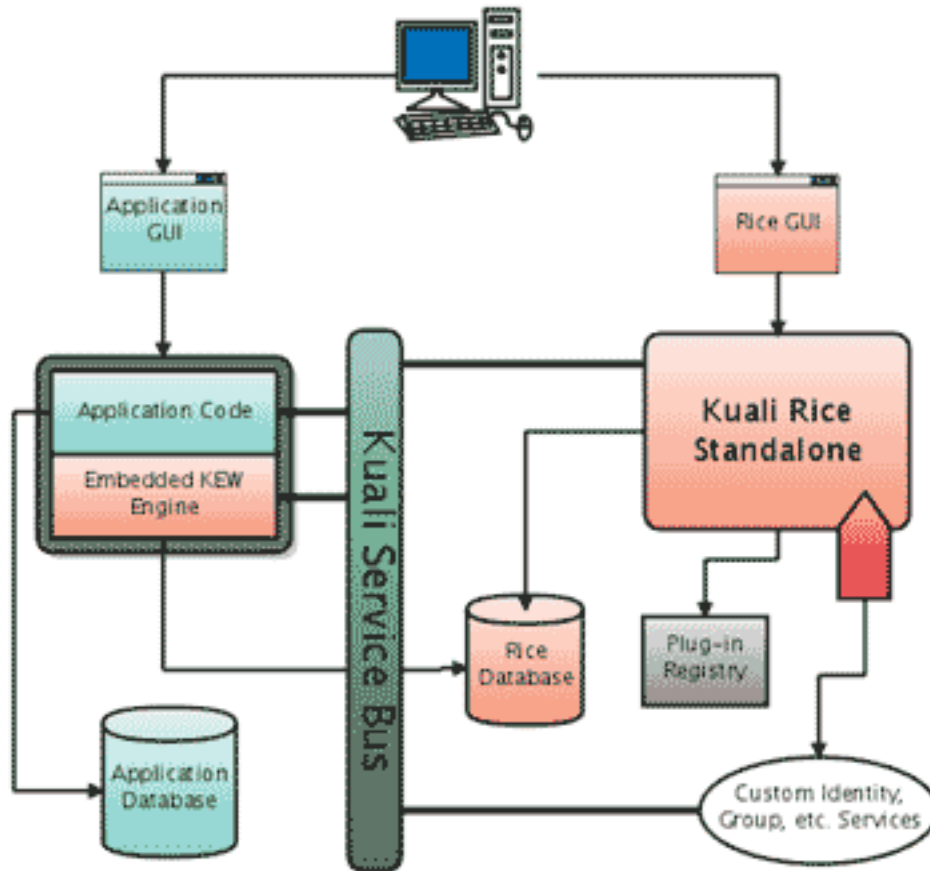 Application
GUI
Rice GUI
Application Code
Embedded KEW
Engine
Kuali Service Bus
Kuali Rice
Standalone
Rice
Database
Plug-in
Registry
Application
Database
Custom Identity,
Group, etc. Services